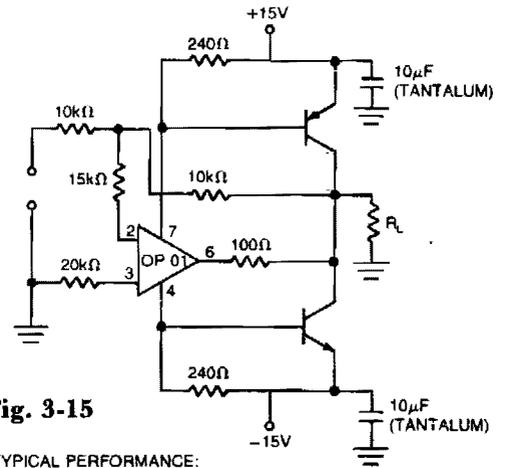 +15V
240Ω
10µF
(TANTALUM)
10kΩ
15kΩ
10kΩ
2
7
OP 01
6
100Ω
R_L
20kΩ
3
4
240Ω
ig. 3-15
10µF
(TANTALUM)
−15V
YPICAL PERFORMANCE: